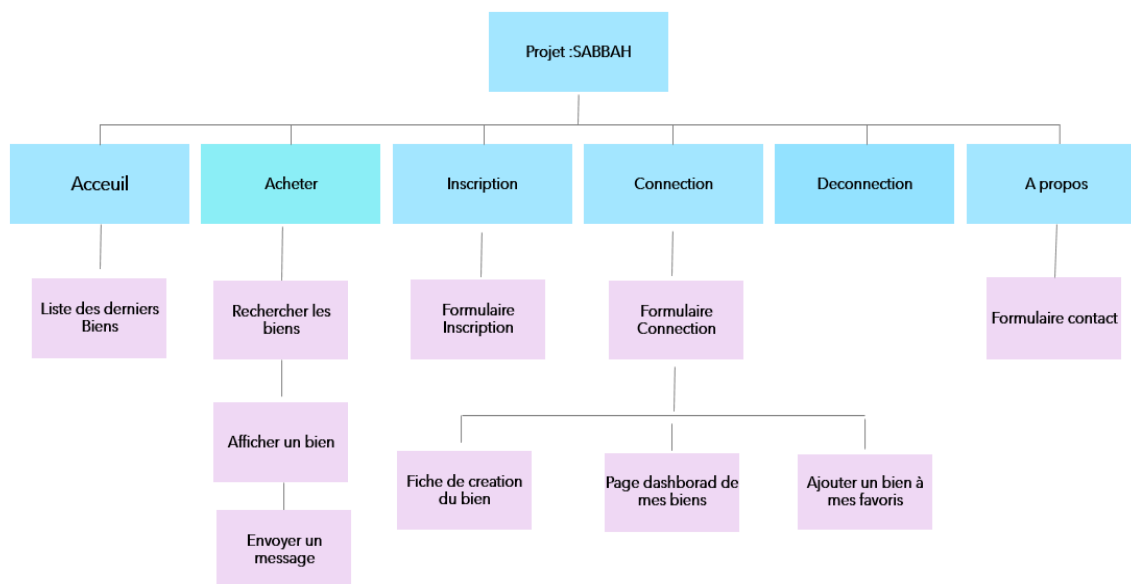 Projet :SABBAH
Acceuil
Acheter
Inscription
Connection
Deconnection
A propos
Liste des derniers
Biens
Rechercher les
biens
Formulaire
Inscription
Formulaire
Connection
Formulaire contact
Afficher un bien
Fiche de creation
du bien
Page dashborad de
mes biens
Ajouter un bien à
mes favoris
Envoyer un
message